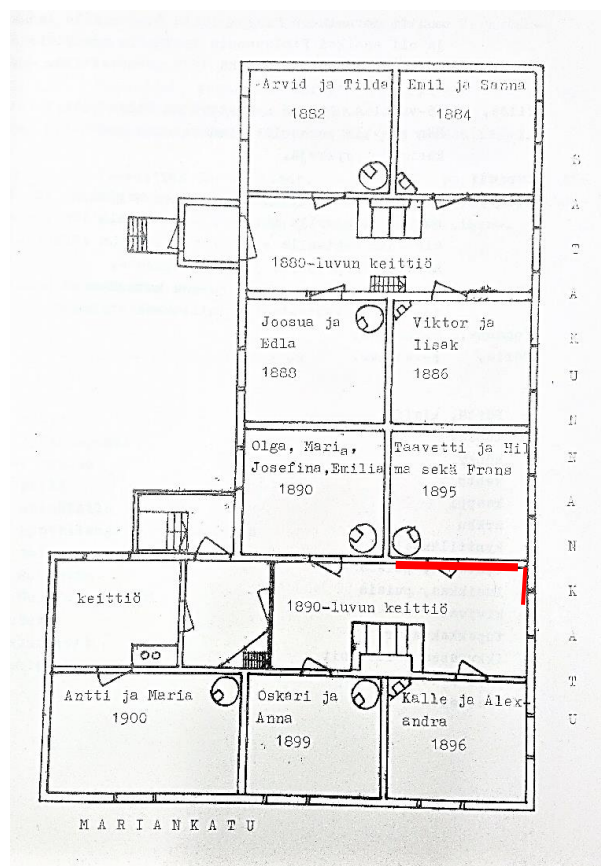 Arvid ja Tilda
1882
Emil ja Sanna
1884
1880-luvun keittiö
Joosua ja
Edla
1888
Viktor ja
Iisak
1886
Olga, Maria,
Josefina,Emilia
1890
Taavetti ja Hil
ma sekä Frans
1895
keittiö
1890-luvun keittiö
Antti ja Maria
1900
Oskari ja
Anna
1899
Kalle ja Alex-
andra
1896
MARIANKATU
SATAKUNNANKATU